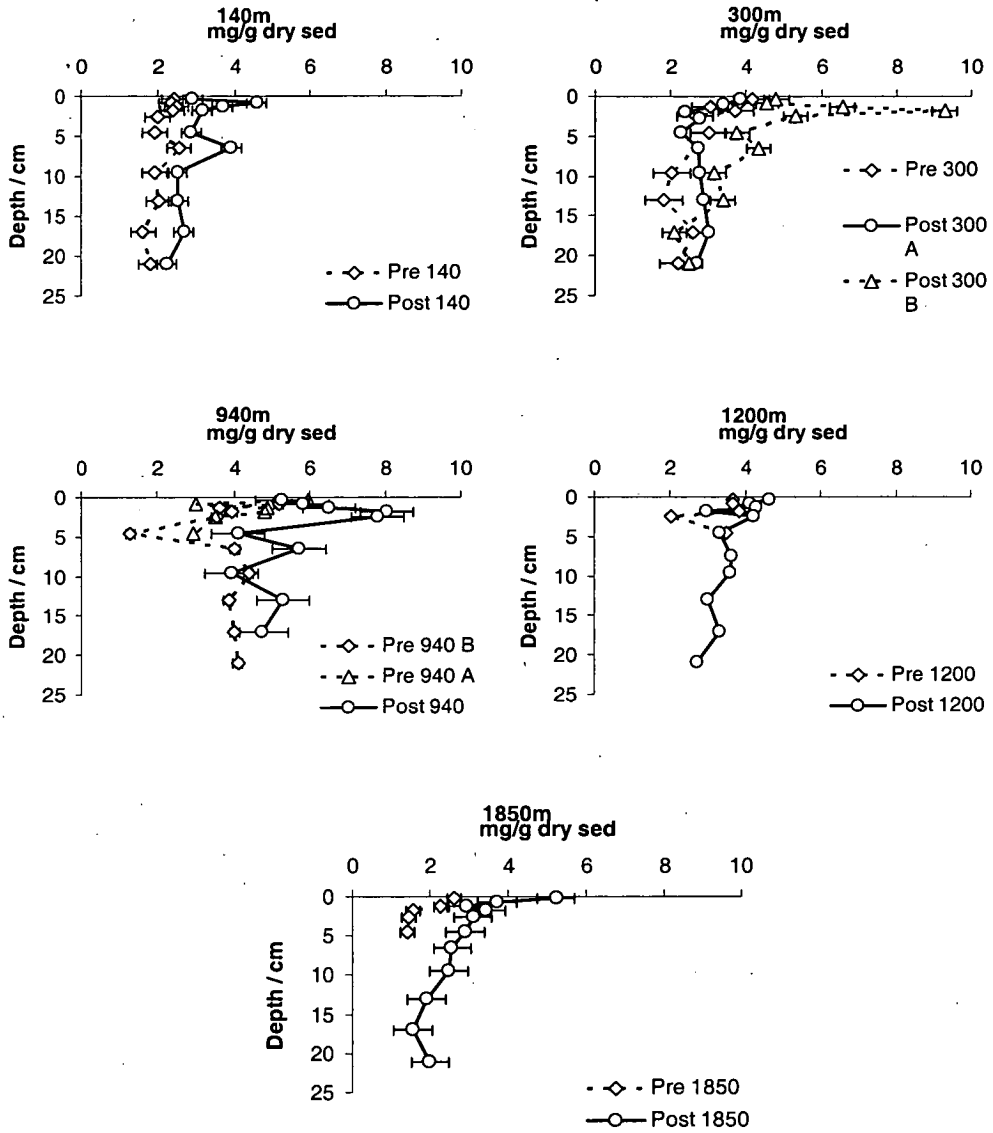 140m
mg/g dry sed
0 2 4 6 8 10
0
5
10
15
20
25
Depth / cm
Pre 140
Post 140
300m
mg/g dry sed
0 2 4 6 8 10
0
5
10
15
20
25
Depth / cm
Pre 300
Post 300
A
Post 300
B
940m
mg/g dry sed
0 2 4 6 8 10
0
5
10
15
20
25
Depth / cm
Pre 940 B
Pre 940 A
Post 940
1200m
mg/g dry sed
0 2 4 6 8 10
0
5
10
15
20
25
Depth / cm
Pre 1200
Post 1200
1850m
mg/g dry sed
0 2 4 6 8 10
0
5
10
15
20
25
Depth / cm
Pre 1850
Post 1850